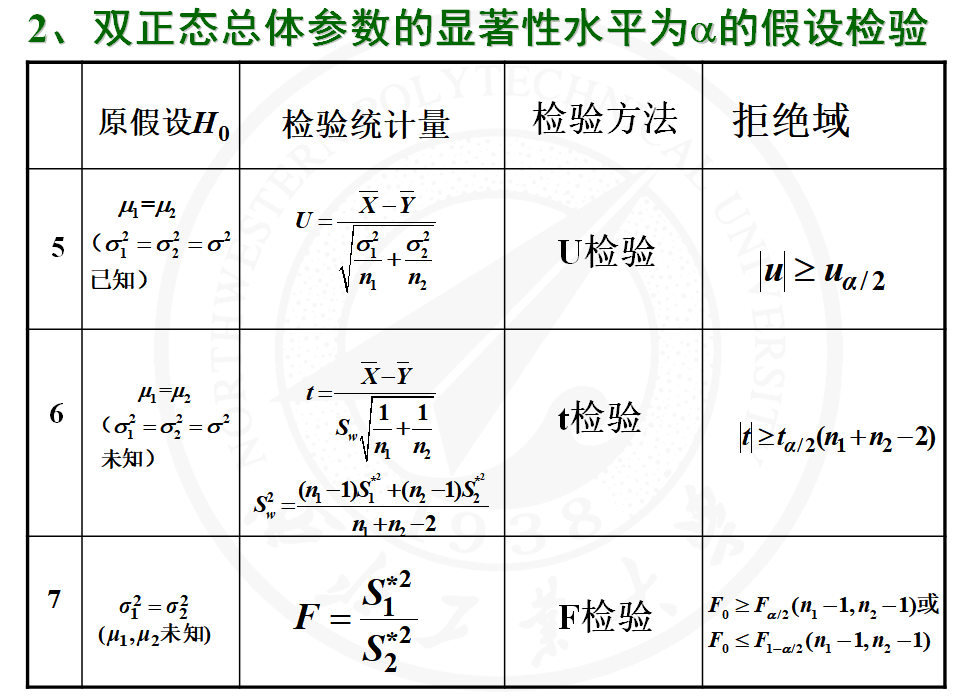 2、双正态总体参数的显著性水平为α的假设检验
原假设H₀ 检验统计量 检验方法 拒绝域
5
μ₁=μ₂
（σ₁²=σ₂²=σ²
已知）
U = (X̄ − Ȳ) / √(σ₁²/n₁ + σ₂²/n₂)
U检验
|u| ≥ u_{α/2}
6
μ₁=μ₂
（σ₁²=σ₂²=σ²
未知）
t = (X̄ − Ȳ) / (S_w √(1/n₁ + 1/n₂))
S_w² = ((n₁ −1)S₁*² + (n₂ −1)S₂*²) / (n₁ + n₂ −2)
t检验
|t| ≥ t_{α/2}(n₁ + n₂ − 2)
7
σ₁² = σ₂²
(μ₁,μ₂未知)
F = S₁*² / S₂*²
F检验
F₀ ≥ F_{α/2}(n₁ −1, n₂ −1)或
F₀ ≤ F_{1−α/2}(n₁ −1, n₂ −1)
NORTHWESTERN POLYTECHNICAL UNIVERSITY
1938